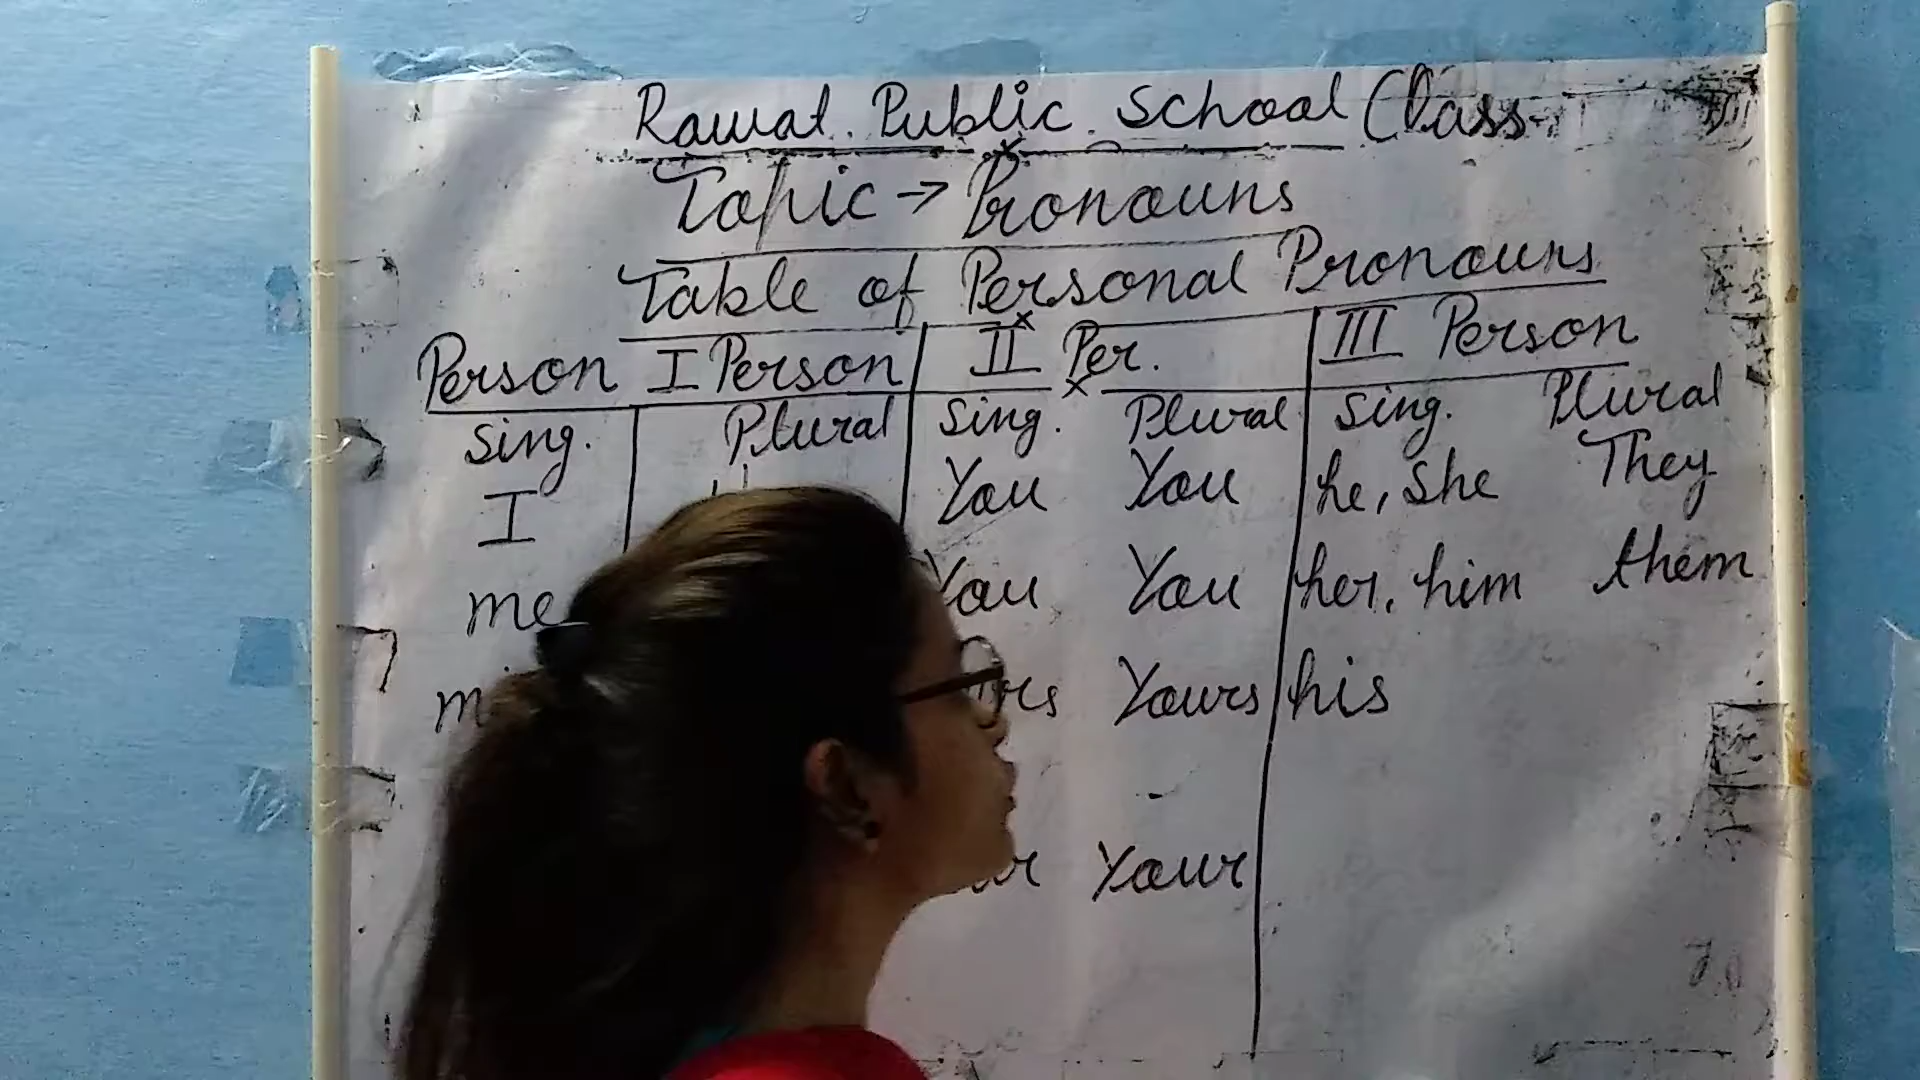 Rawat Public School Class
Topic → Pronouns
Table of Personal Pronouns
Person I Person II Per. III Person
Sing. Plural Sing. Plural Sing. Plural
I You You he, She They
me You You her, him them
Yours his
Your